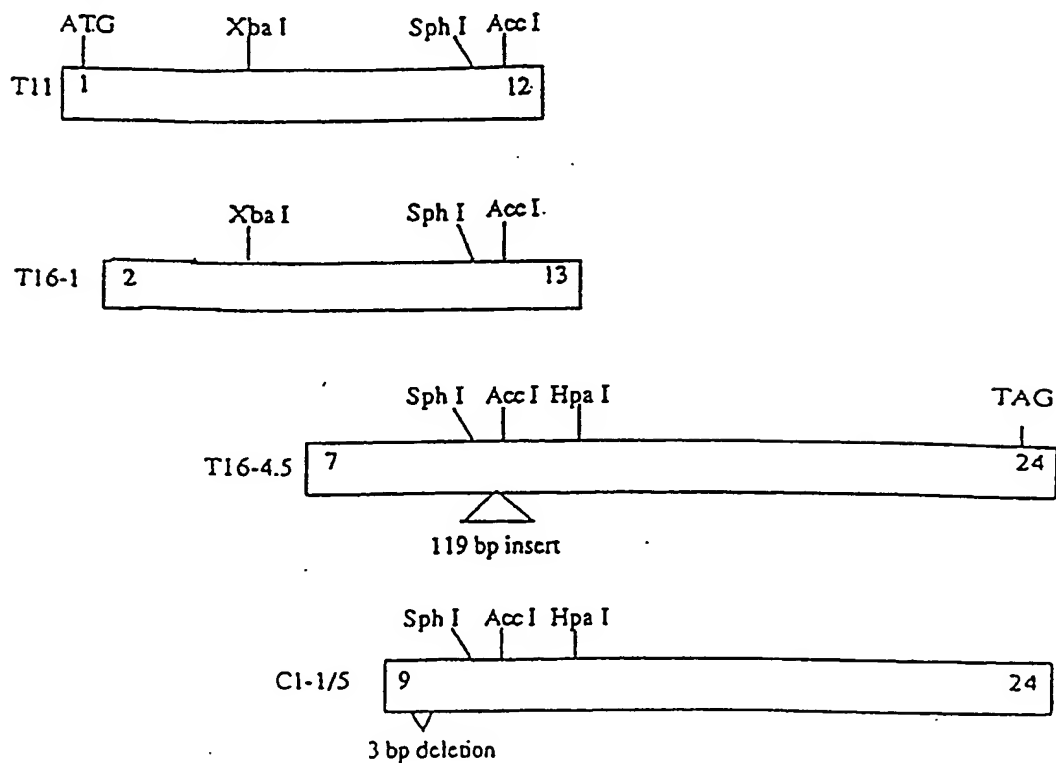 ATG Xba I Sph I Acc I
T11 1 12
Xba I Sph I Acc I
T16-1 2 13
Sph I Acc I Hpa I TAG
T16-4.5 7 24
119 bp insert
Sph I Acc I Hpa I
C1-1/5 9 24
3 bp deletion